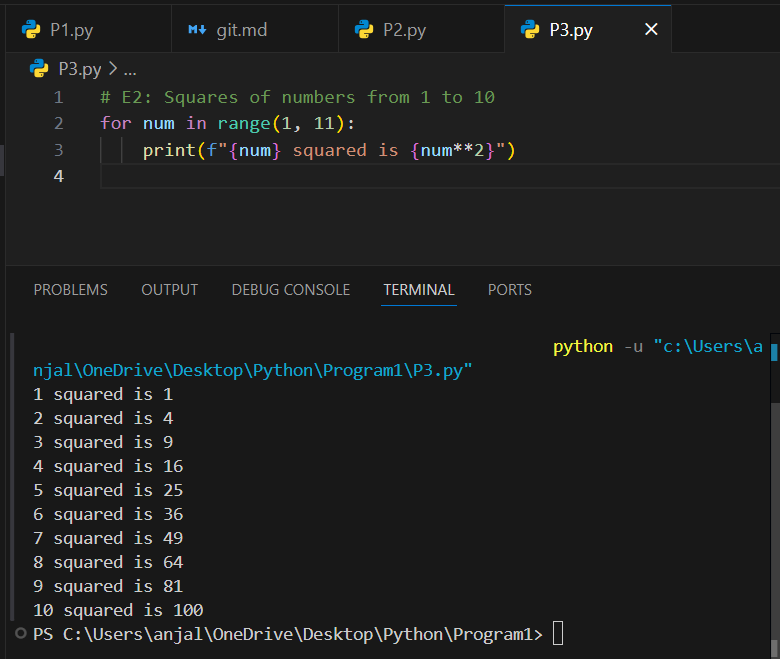 P1.py git.md P2.py P3.py
P3.py > ...
1 # E2: Squares of numbers from 1 to 10
2 for num in range(1, 11):
3     print(f"{num} squared is {num**2}")
4
PROBLEMS OUTPUT DEBUG CONSOLE TERMINAL PORTS
python -u "c:\Users\a
njal\OneDrive\Desktop\Python\Program1\P3.py"
1 squared is 1
2 squared is 4
3 squared is 9
4 squared is 16
5 squared is 25
6 squared is 36
7 squared is 49
8 squared is 64
9 squared is 81
10 squared is 100
PS C:\Users\anjal\OneDrive\Desktop\Python\Program1>